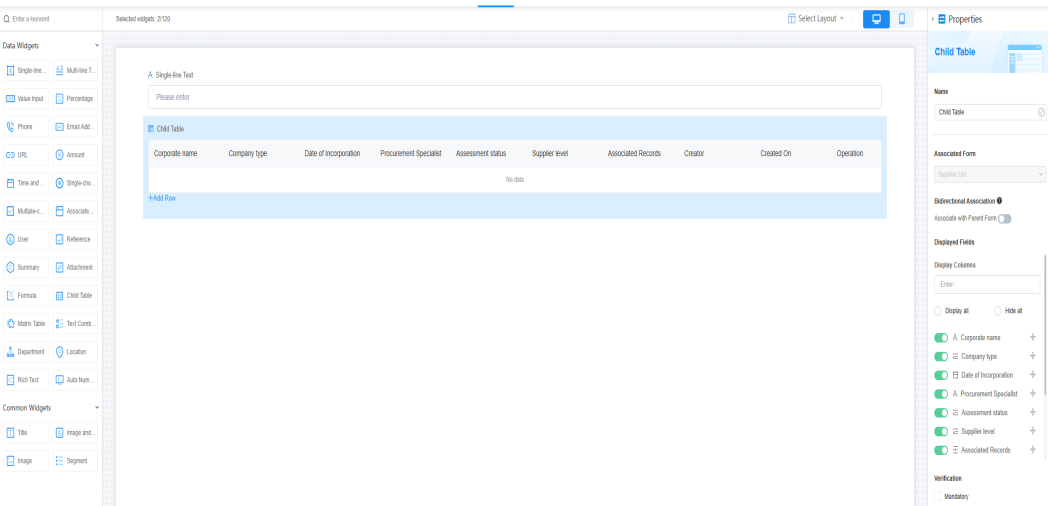 Enter a keyword
Selected widgets: 2/120
Select Layout
Properties
Data Widgets
Single-line...
Multi-line T...
Value Input
Percentage
Phone
Email Add...
URL
Amount
Time and ...
Single-cho...
Multiple-c...
Associate...
User
Reference
Summary
Attachment
Formula
Child Table
Matrix Table
Text Comb...
Department
Location
Rich Text
Auto Num...
Common Widgets
Title
Image and...
Image
Segment
Single-line Text
Please enter
Child Table
Corporate name Company type Date of Incorporation Procurement Specialist Assessment status Supplier level Associated Records Creator Created On Operation
No data
+Add Row
Child Table
Name
Child Table
Associated Form
Supplier List
Bidirectional Association
Associate with Parent Form
Displayed Fields
Display Columns
-Enter-
Display all
Hide all
Corporate name
Company type
Date of Incorporation
Procurement Specialist
Assessment status
Supplier level
Associated Records
Verification
Mandatory